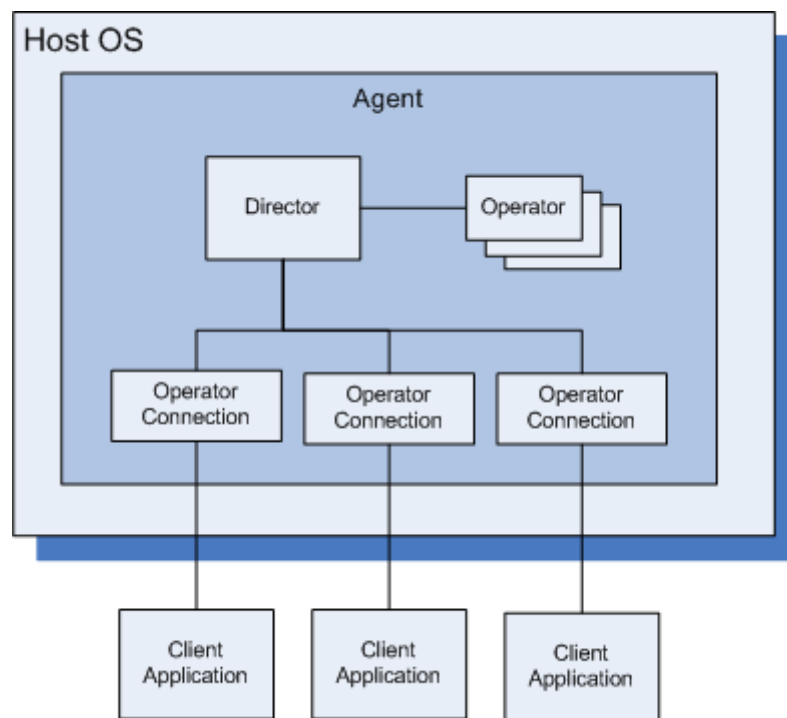 Host OS
Agent
Director
Operator
Operator
Connection
Operator
Connection
Operator
Connection
Client
Application
Client
Application
Client
Application